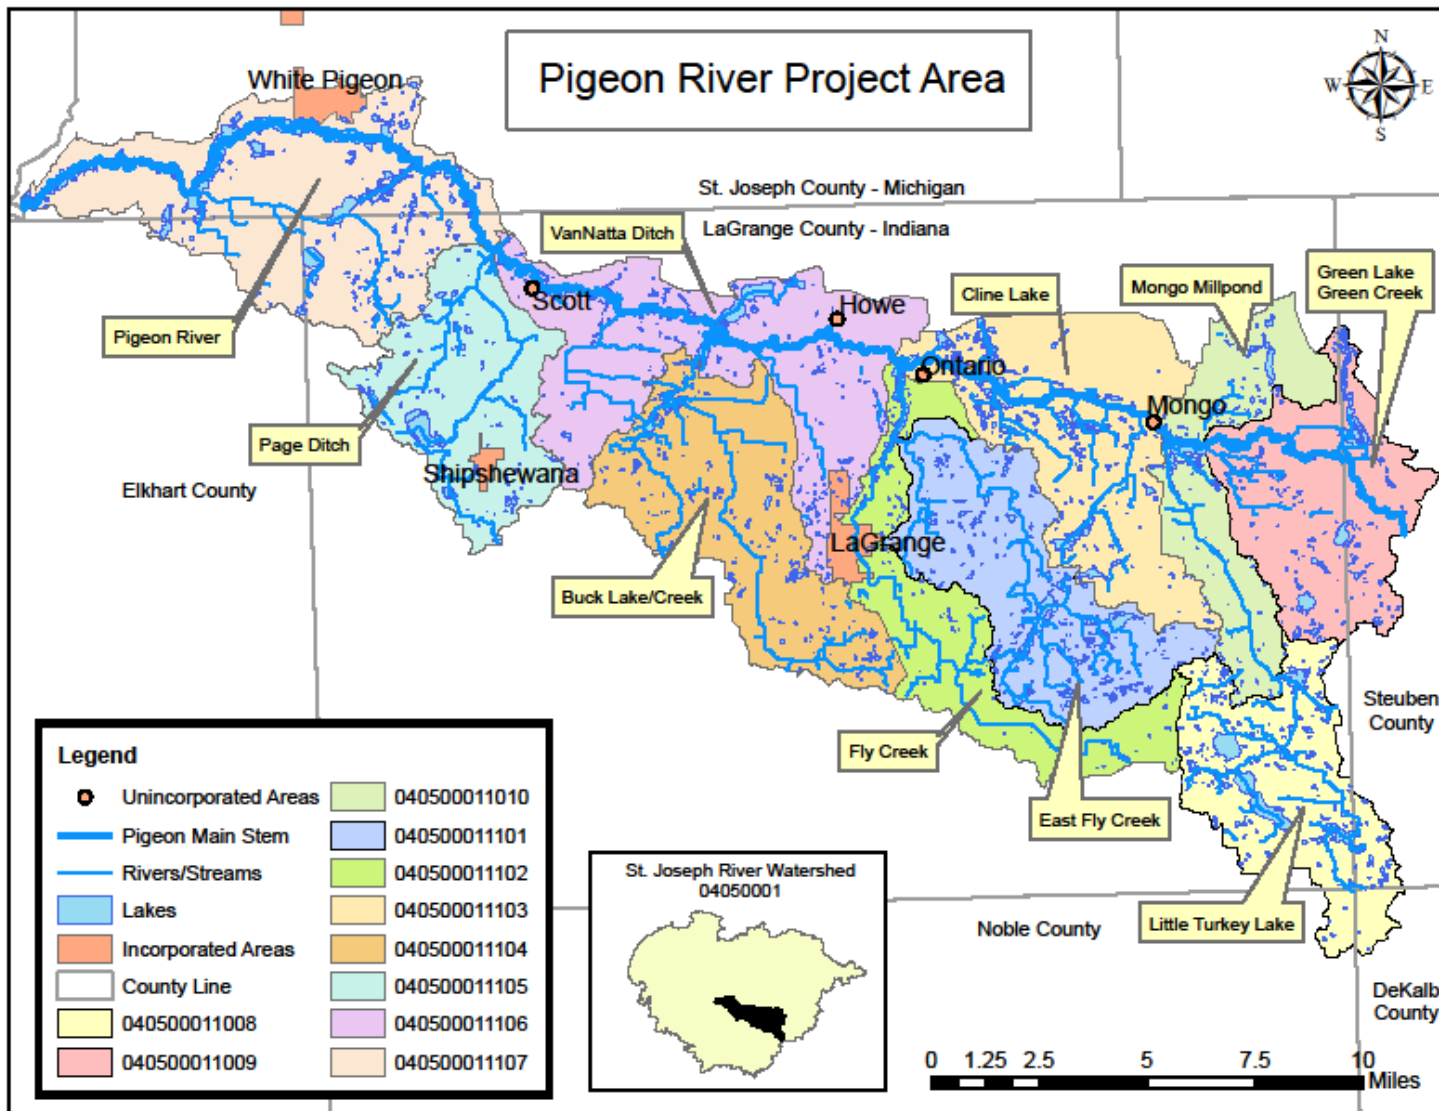 Pigeon River Project Area
N
W
E
S
White Pigeon
St. Joseph County - Michigan
VanNatta Ditch
LaGrange County - Indiana
Scott
Howe
Cline Lake
Mongo Millpond
Green Lake
Green Creek
Pigeon River
Ontario
Mongo
Page Ditch
Shipshewana
Elkhart County
LaGrange
Buck Lake/Creek
Steuben
County
Fly Creek
East Fly Creek
Little Turkey Lake
Noble County
DeKalb
County
Legend
Unincorporated Areas
Pigeon Main Stem
Rivers/Streams
Lakes
Incorporated Areas
County Line
040500011008
040500011009
040500011010
040500011101
040500011102
040500011103
040500011104
040500011105
040500011106
040500011107
St. Joseph River Watershed
04050001
0 1.25 2.5 5 7.5 10
Miles